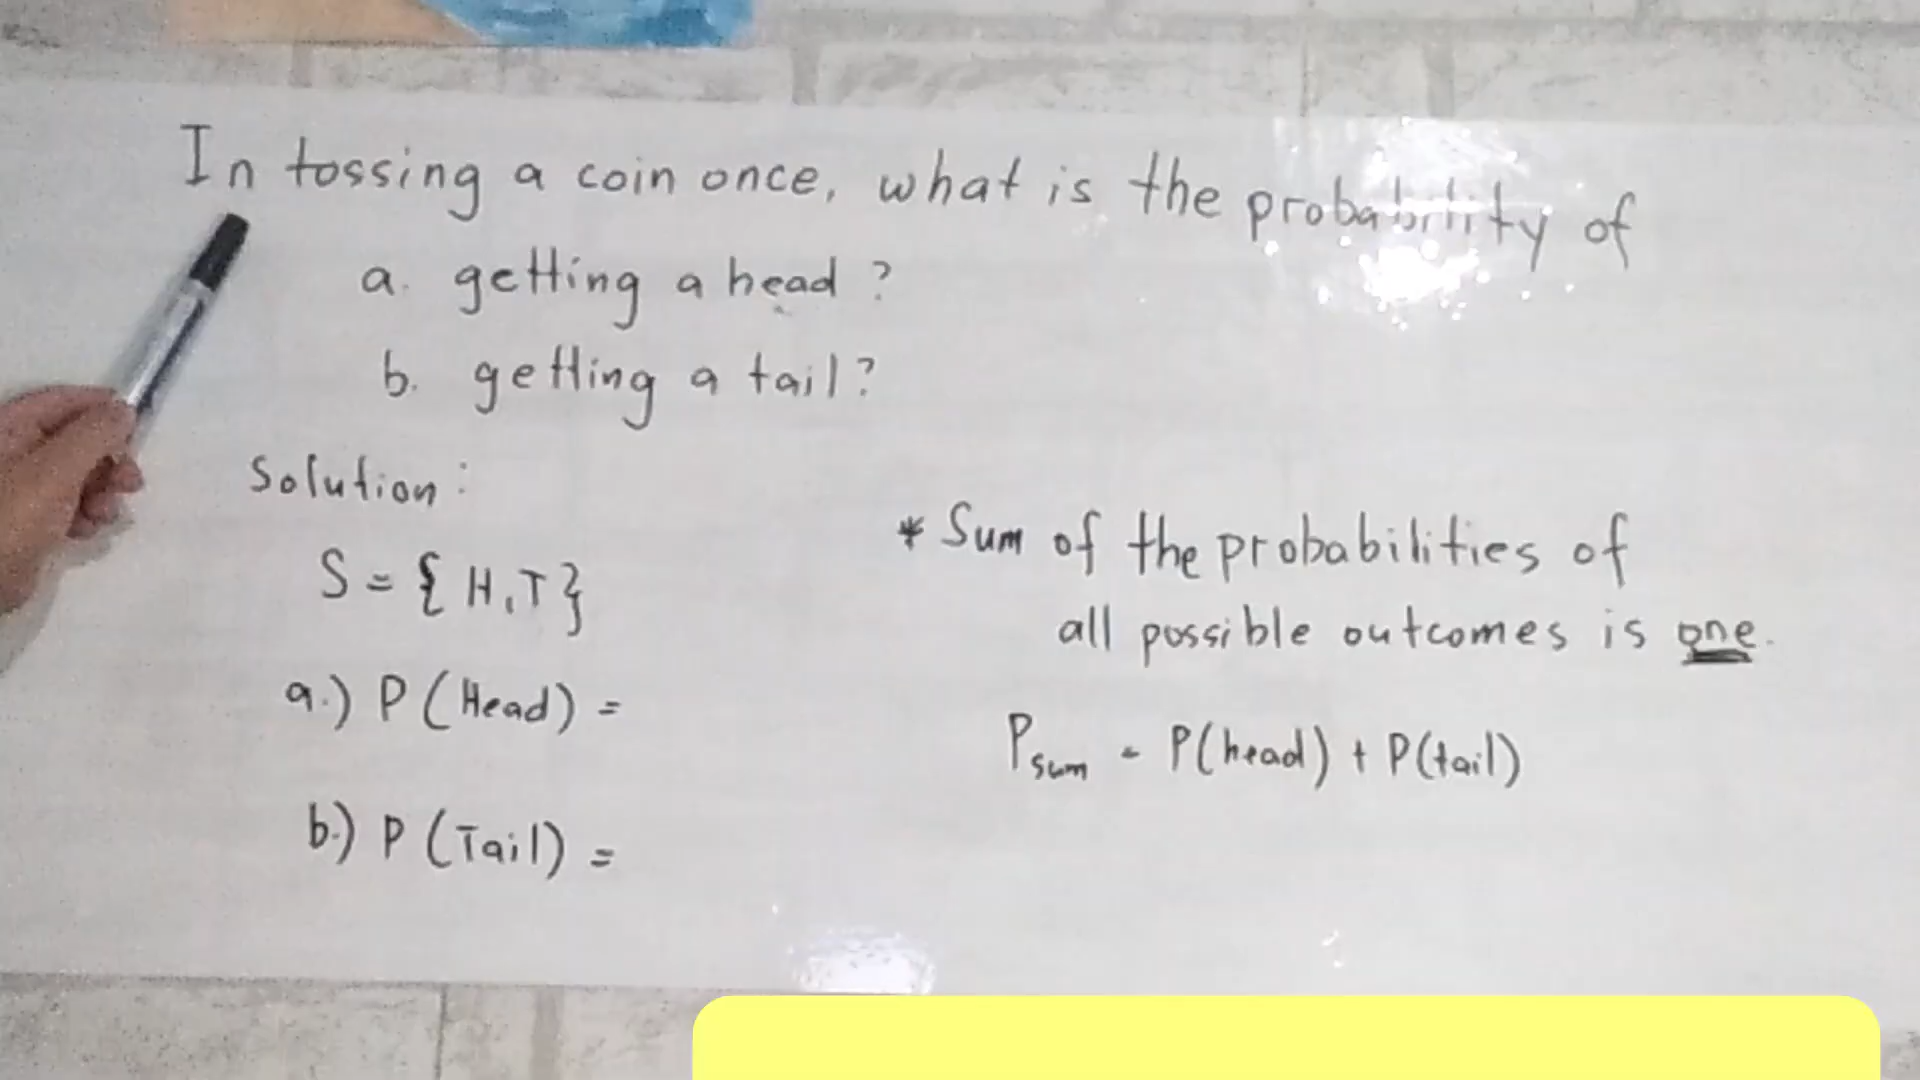 In tossing a coin once, what is the probability of
a. getting a head?
b. getting a tail?
Solution:
S = { H, T}
a.) P (Head) =
b.) P (Tail) =
* Sum of the probabilities of
all possible outcomes is one.
Psum = P(head) + P(tail)